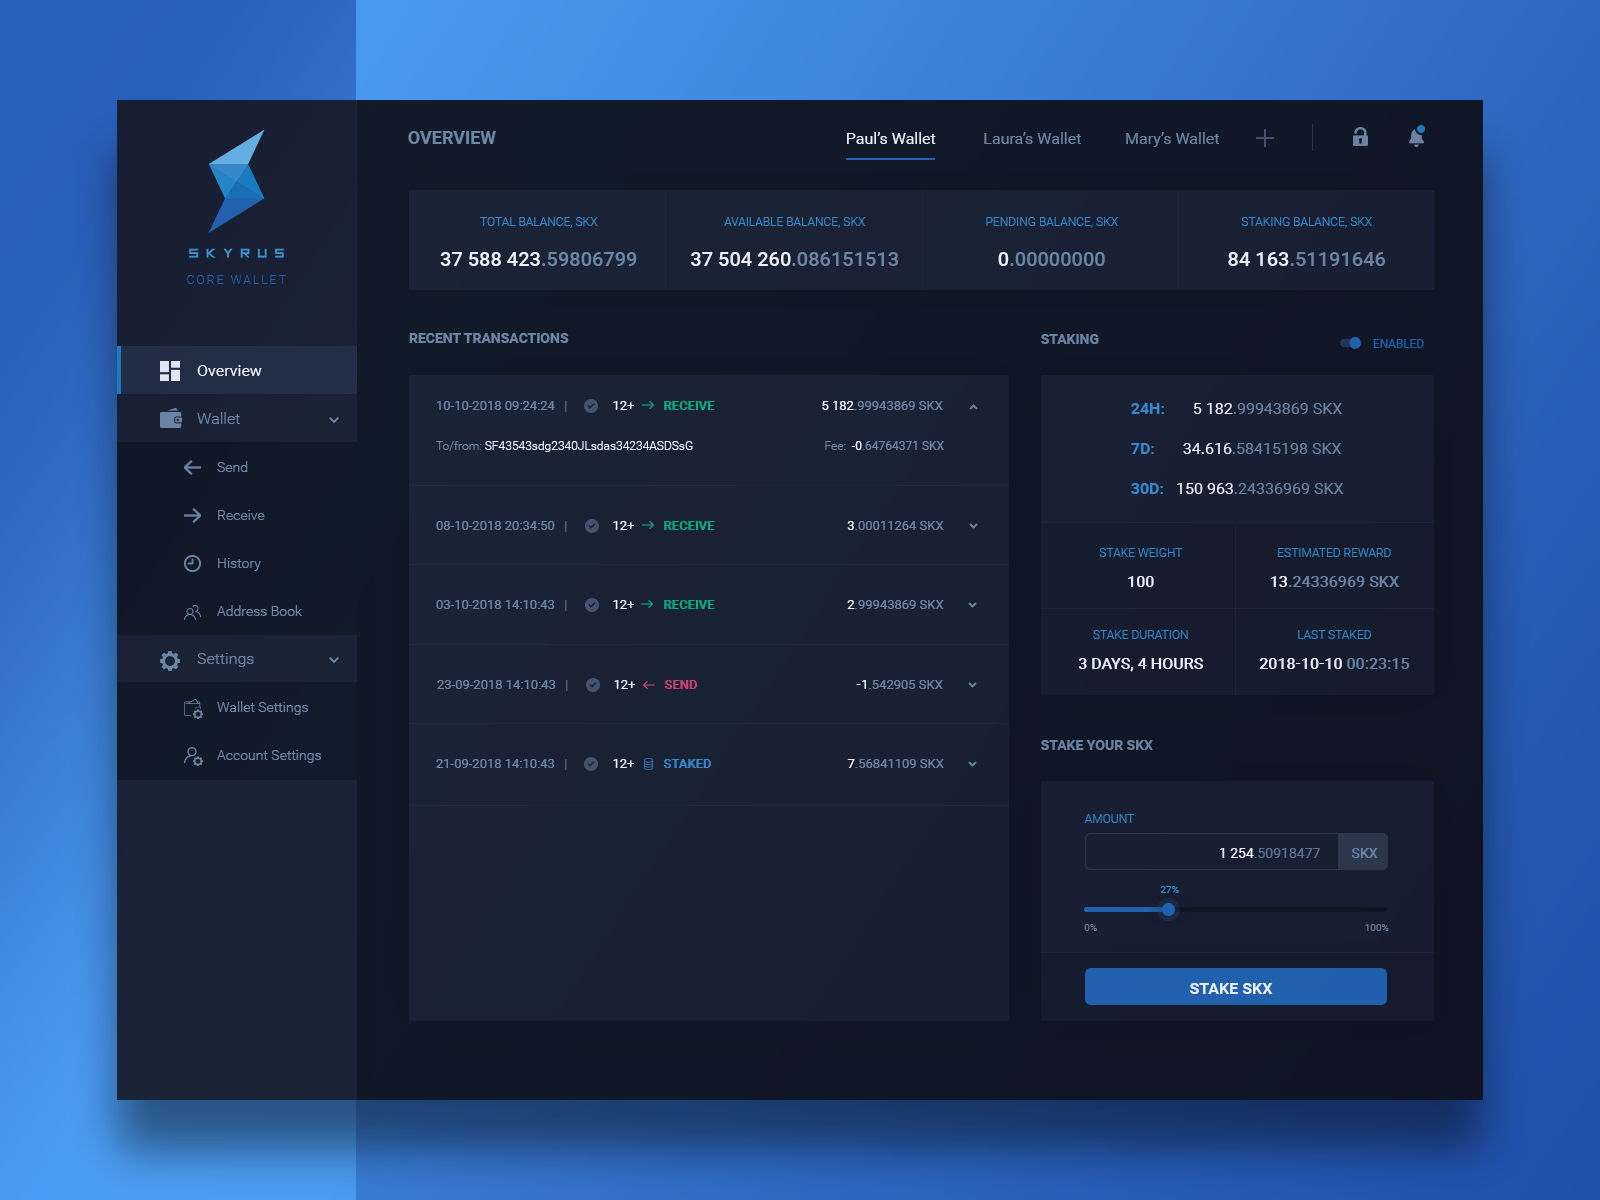 SKYRUS
CORE WALLET
Overview
Wallet
Send
Receive
History
Address Book
Settings
Wallet Settings
Account Settings
OVERVIEW
Paul's Wallet
Laura's Wallet
Mary's Wallet
TOTAL BALANCE, SKX
37 588 423.59806799
AVAILABLE BALANCE, SKX
37 504 260.086151513
PENDING BALANCE, SKX
0.00000000
STAKING BALANCE, SKX
84 163.51191646
RECENT TRANSACTIONS
10-10-2018 09:24:24 | 12+ RECEIVE 5 182.99943869 SKX
To/from: SF43543sdg2340JLsdas34234ASDSsG Fee: -0.64764371 SKX
08-10-2018 20:34:50 | 12+ RECEIVE 3.00011264 SKX
03-10-2018 14:10:43 | 12+ RECEIVE 2.99943869 SKX
23-09-2018 14:10:43 | 12+ SEND -1.542905 SKX
21-09-2018 14:10:43 | 12+ STAKED 7.56841109 SKX
STAKING
ENABLED
24H: 5 182.99943869 SKX
7D: 34.616.58415198 SKX
30D: 150 963.24336969 SKX
STAKE WEIGHT
100
ESTIMATED REWARD
13.24336969 SKX
STAKE DURATION
3 DAYS, 4 HOURS
LAST STAKED
2018-10-10 00:23:15
STAKE YOUR SKX
AMOUNT
1 254.50918477 SKX
27%
0% 100%
STAKE SKX